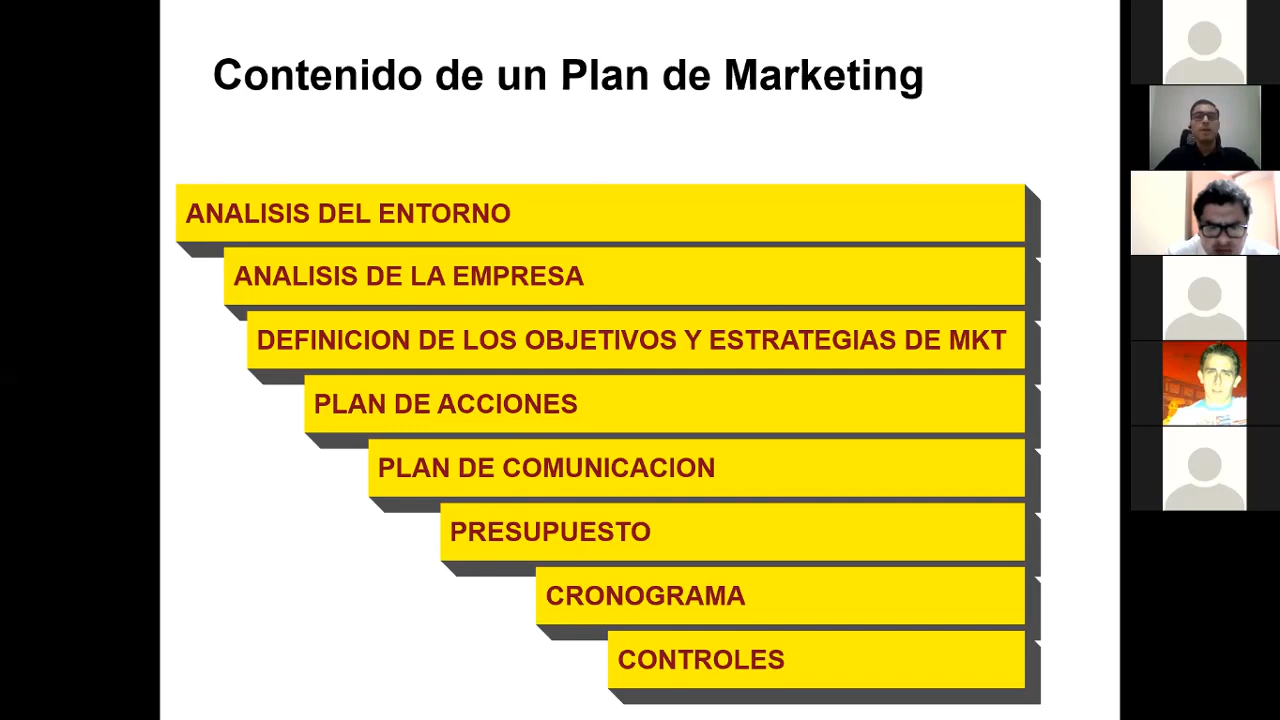 Contenido de un Plan de Marketing
ANALISIS DEL ENTORNO
ANALISIS DE LA EMPRESA
DEFINICION DE LOS OBJETIVOS Y ESTRATEGIAS DE MKT
PLAN DE ACCIONES
PLAN DE COMUNICACION
PRESUPUESTO
CRONOGRAMA
CONTROLES